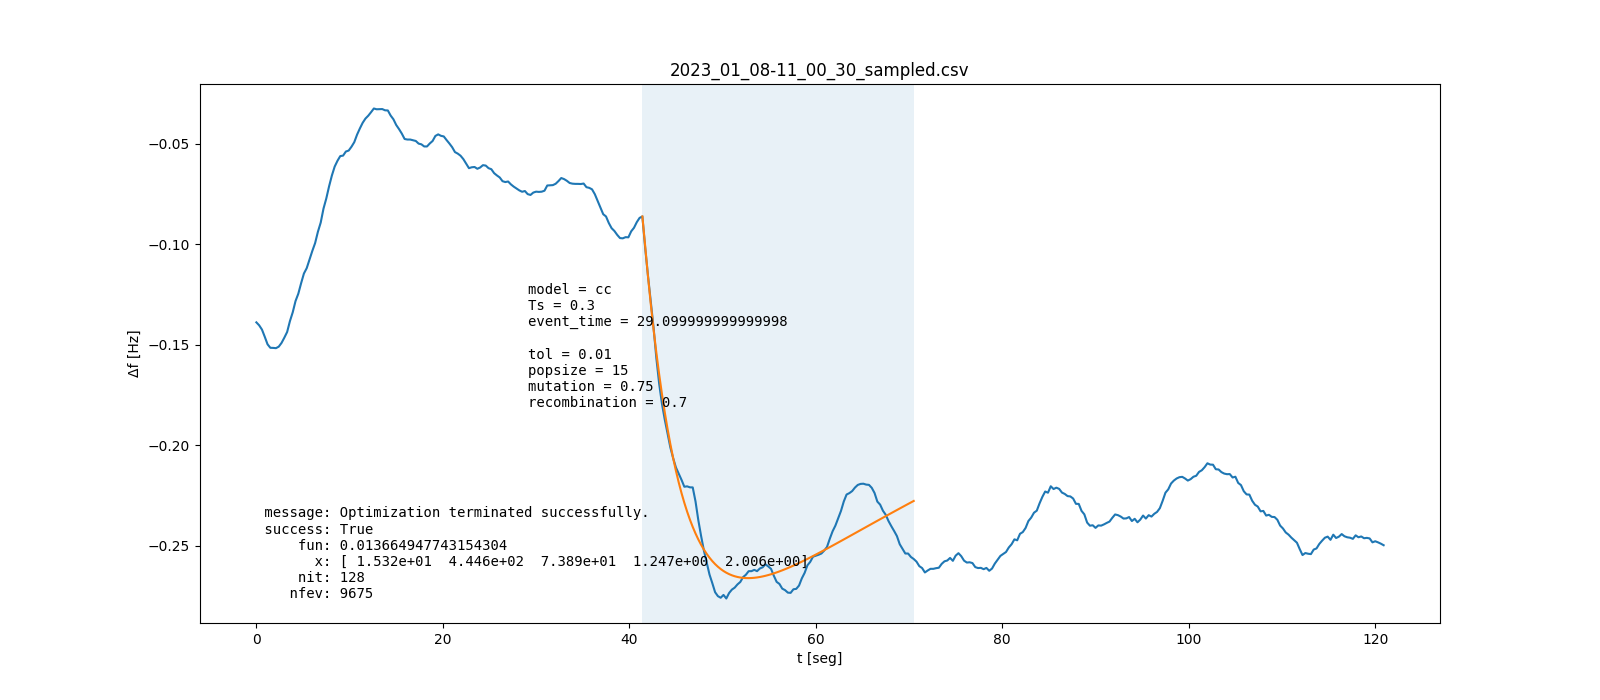 2023_01_08-11_00_30_sampled.csv
Δf [Hz]
−0.05
−0.10
−0.15
−0.20
−0.25
model = cc
Ts = 0.3
event_time = 29.099999999999998
tol = 0.01
popsize = 15
mutation = 0.75
recombination = 0.7
message: Optimization terminated successfully.
success: True
fun: 0.013664947743154304
x: [ 1.532e+01  4.446e+02  7.389e+01  1.247e+00  2.006e+00]
nit: 128
nfev: 9675
0 20 40 60 80 100 120
t [seg]